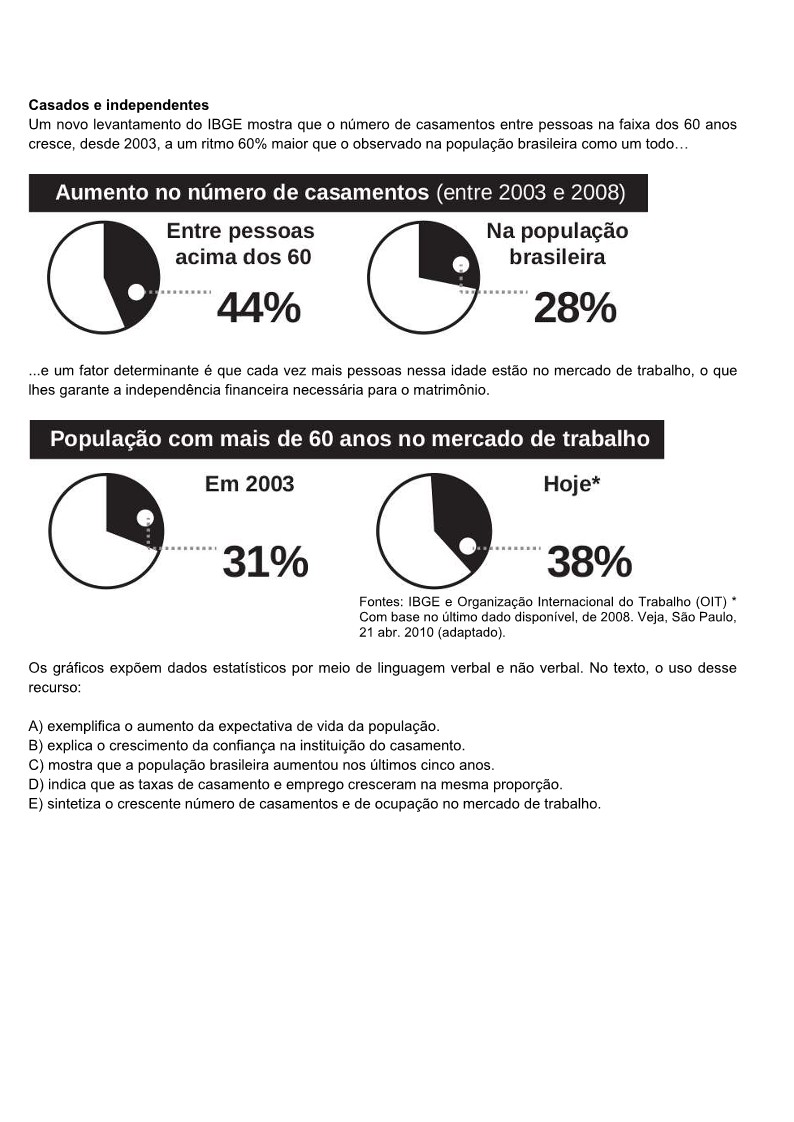 Casados e independentes
Um novo levantamento do IBGE mostra que o número de casamentos entre pessoas na faixa dos 60 anos
cresce, desde 2003, a um ritmo 60% maior que o observado na população brasileira como um todo…
Aumento no número de casamentos (entre 2003 e 2008)
Entre pessoas
acima dos 60
44%
Na população
brasileira
28%
...e um fator determinante é que cada vez mais pessoas nessa idade estão no mercado de trabalho, o que
lhes garante a independência financeira necessária para o matrimônio.
População com mais de 60 anos no mercado de trabalho
Em 2003
31%
Hoje*
38%
Fontes: IBGE e Organização Internacional do Trabalho (OIT) *
Com base no último dado disponível, de 2008. Veja, São Paulo,
21 abr. 2010 (adaptado).
Os gráficos expõem dados estatísticos por meio de linguagem verbal e não verbal. No texto, o uso desse
recurso:
A) exemplifica o aumento da expectativa de vida da população.
B) explica o crescimento da confiança na instituição do casamento.
C) mostra que a população brasileira aumentou nos últimos cinco anos.
D) indica que as taxas de casamento e emprego cresceram na mesma proporção.
E) sintetiza o crescente número de casamentos e de ocupação no mercado de trabalho.